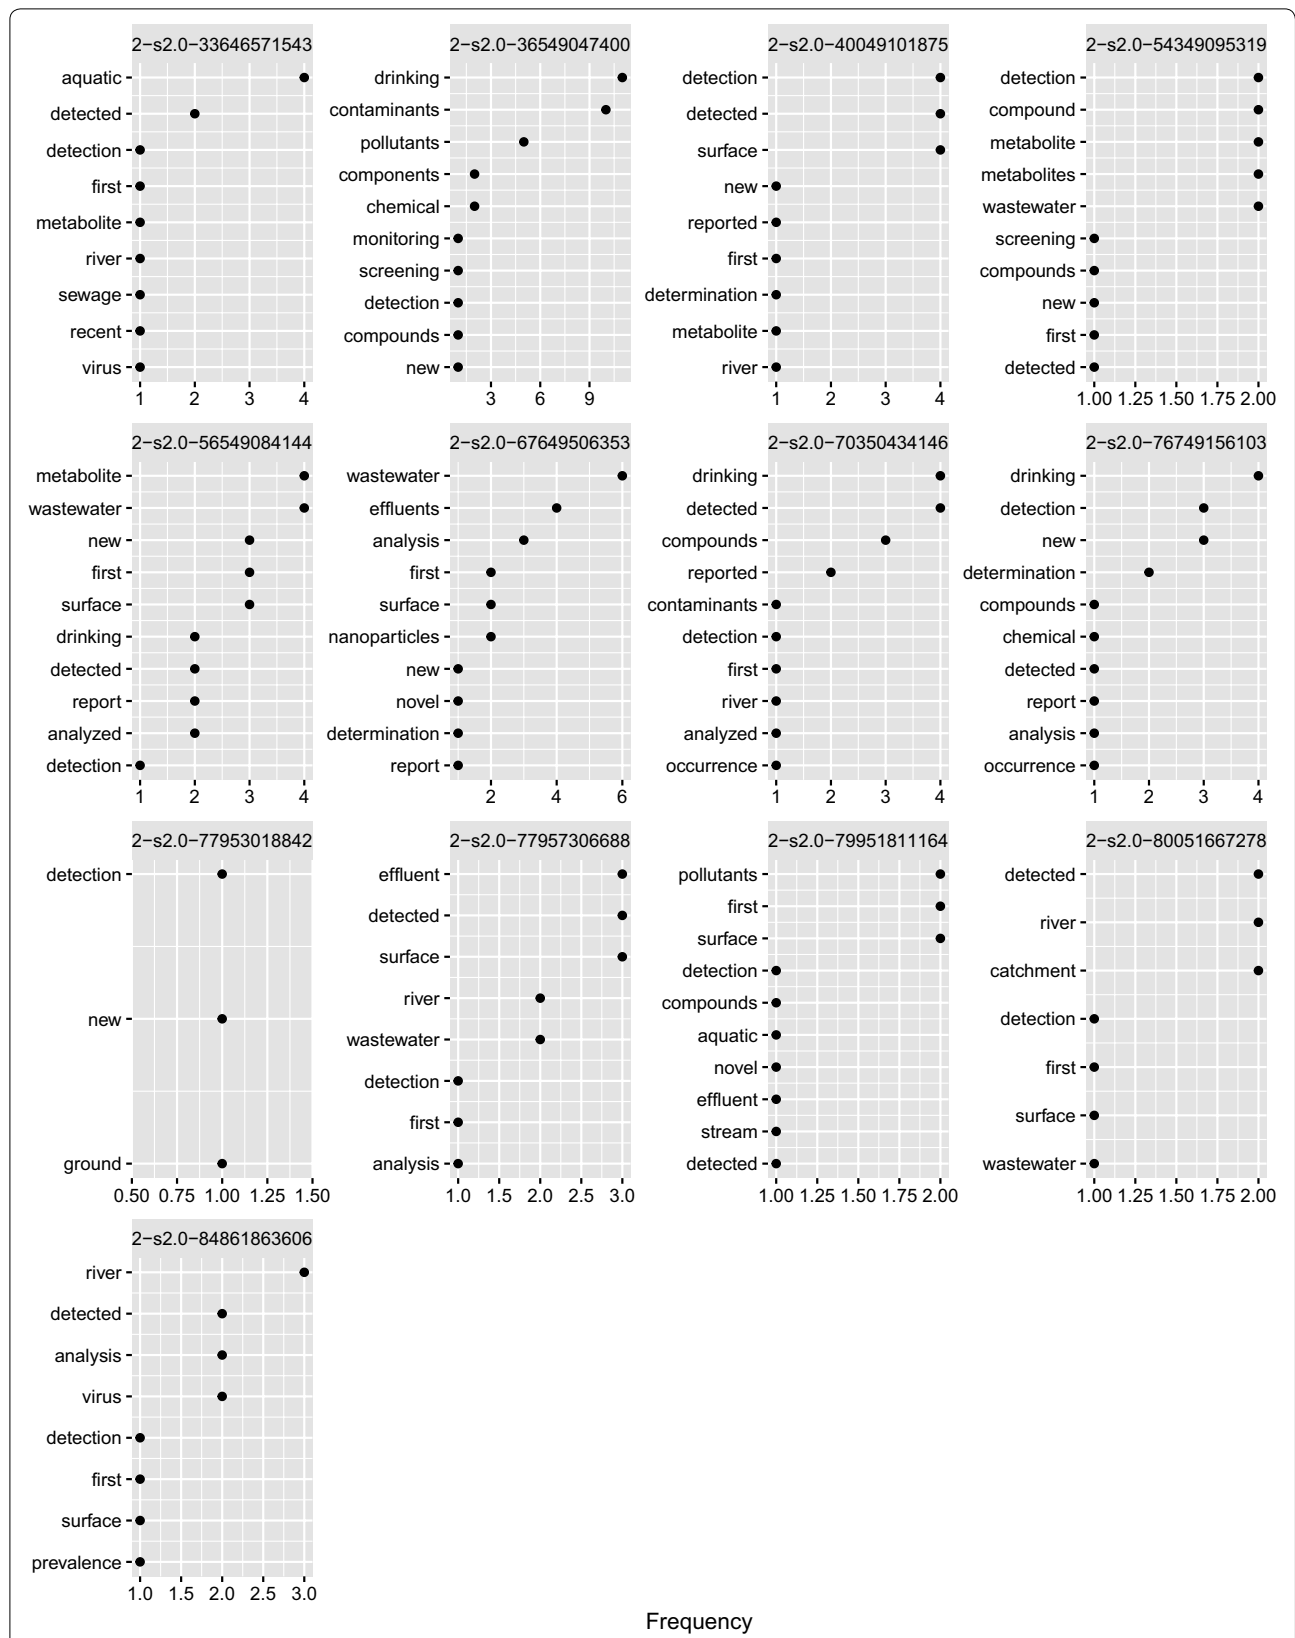 2−s2.0−33646571543
aquatic
detected
detection
first
metabolite
river
sewage
recent
virus
1 2 3 4
2−s2.0−36549047400
drinking
contaminants
pollutants
components
chemical
monitoring
screening
detection
compounds
new
3 6 9
2−s2.0−40049101875
detection
detected
surface
new
reported
first
determination
metabolite
river
1 2 3 4
2−s2.0−54349095319
detection
compound
metabolite
metabolites
wastewater
screening
compounds
new
first
detected
1.00 1.25 1.50 1.75 2.00
2−s2.0−56549084144
metabolite
wastewater
new
first
surface
drinking
detected
report
analyzed
detection
1 2 3 4
2−s2.0−67649506353
wastewater
effluents
analysis
first
surface
nanoparticles
new
novel
determination
report
2 4 6
2−s2.0−70350434146
drinking
detected
compounds
reported
contaminants
detection
first
river
analyzed
occurrence
1 2 3 4
2−s2.0−76749156103
drinking
detection
new
determination
compounds
chemical
detected
report
analysis
occurrence
1 2 3 4
2−s2.0−77953018842
detection
new
ground
0.50 0.75 1.00 1.25 1.50
2−s2.0−77957306688
effluent
detected
surface
river
wastewater
detection
first
analysis
1.0 1.5 2.0 2.5 3.0
2−s2.0−79951811164
pollutants
first
surface
detection
compounds
aquatic
novel
effluent
stream
detected
1.00 1.25 1.50 1.75 2.00
2−s2.0−80051667278
detected
river
catchment
detection
first
surface
wastewater
1.00 1.25 1.50 1.75 2.00
2−s2.0−84861863606
river
detected
analysis
virus
detection
first
surface
prevalence
1.0 1.5 2.0 2.5 3.0
Frequency